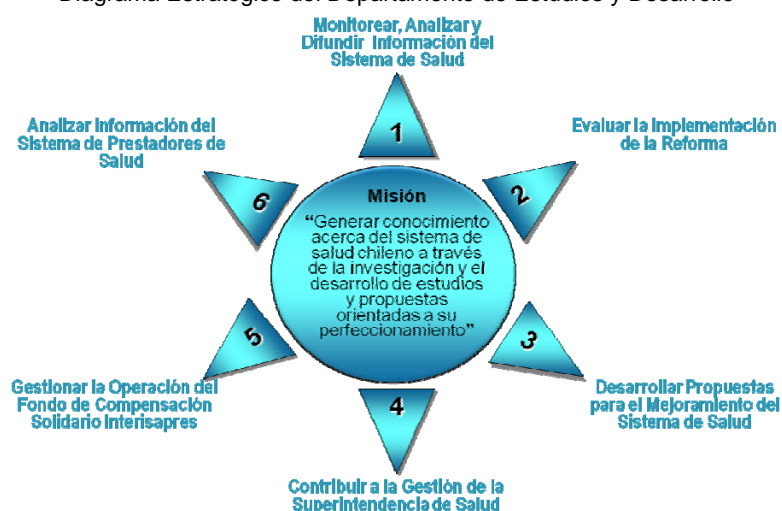 Diagrama Estratégico del Departamento de Estudios y Desarrollo
Monitorear, Analizar y
Difundir Información del
Sistema de Salud
1
Evaluar la Implementación
de la Reforma
2
Desarrollar Propuestas
para el Mejoramiento del
Sistema de Salud
3
Contribuir a la Gestión de la
Superintendencia de Salud
4
Gestionar la Operación del
Fondo de Compensación
Solidario Interisapres
5
Analizar Información del
Sistema de Prestadores de
Salud
6
Misión
“Generar conocimiento
acerca del sistema de
salud chileno a través
de la investigación y el
desarrollo de estudios
y propuestas
orientadas a su
perfeccionamiento”